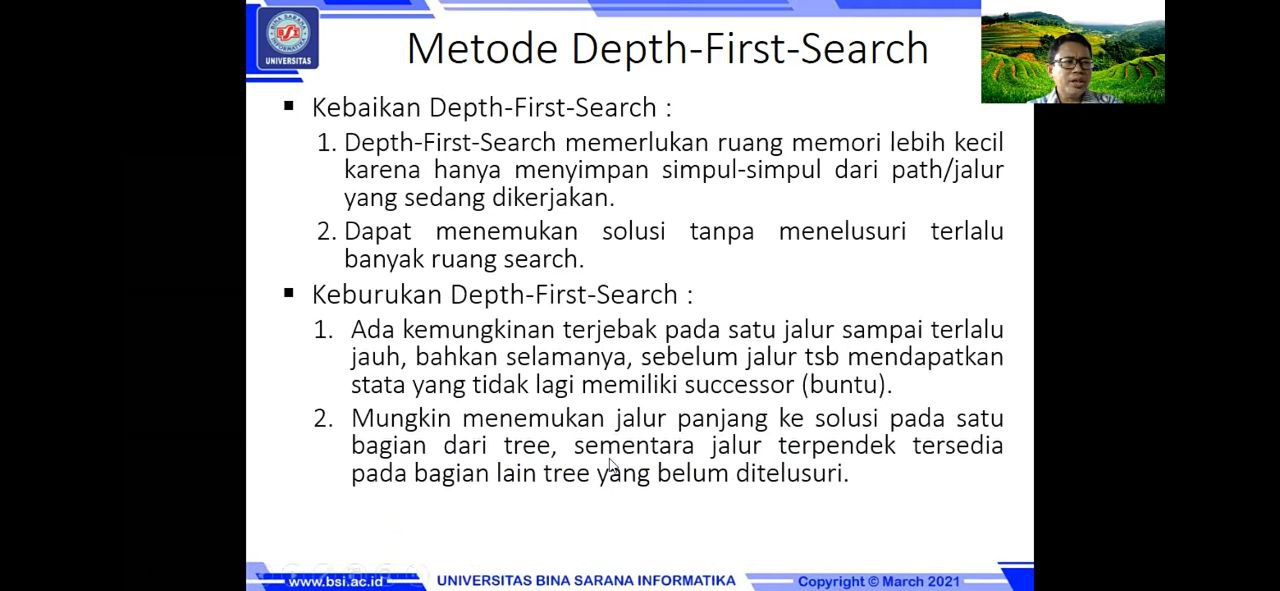 BINA SARANA
INFORMATIKA
BSI
UNIVERSITAS
Metode Depth-First-Search
▪ Kebaikan Depth-First-Search :
1. Depth-First-Search memerlukan ruang memori lebih kecil
karena hanya menyimpan simpul-simpul dari path/jalur
yang sedang dikerjakan.
2. Dapat menemukan solusi tanpa menelusuri terlalu
banyak ruang search.
▪ Keburukan Depth-First-Search :
1. Ada kemungkinan terjebak pada satu jalur sampai terlalu
jauh, bahkan selamanya, sebelum jalur tsb mendapatkan
stata yang tidak lagi memiliki successor (buntu).
2. Mungkin menemukan jalur panjang ke solusi pada satu
bagian dari tree, sementara jalur terpendek tersedia
pada bagian lain tree yang belum ditelusuri.
www.bsi.ac.id UNIVERSITAS BINA SARANA INFORMATIKA Copyright © March 2021